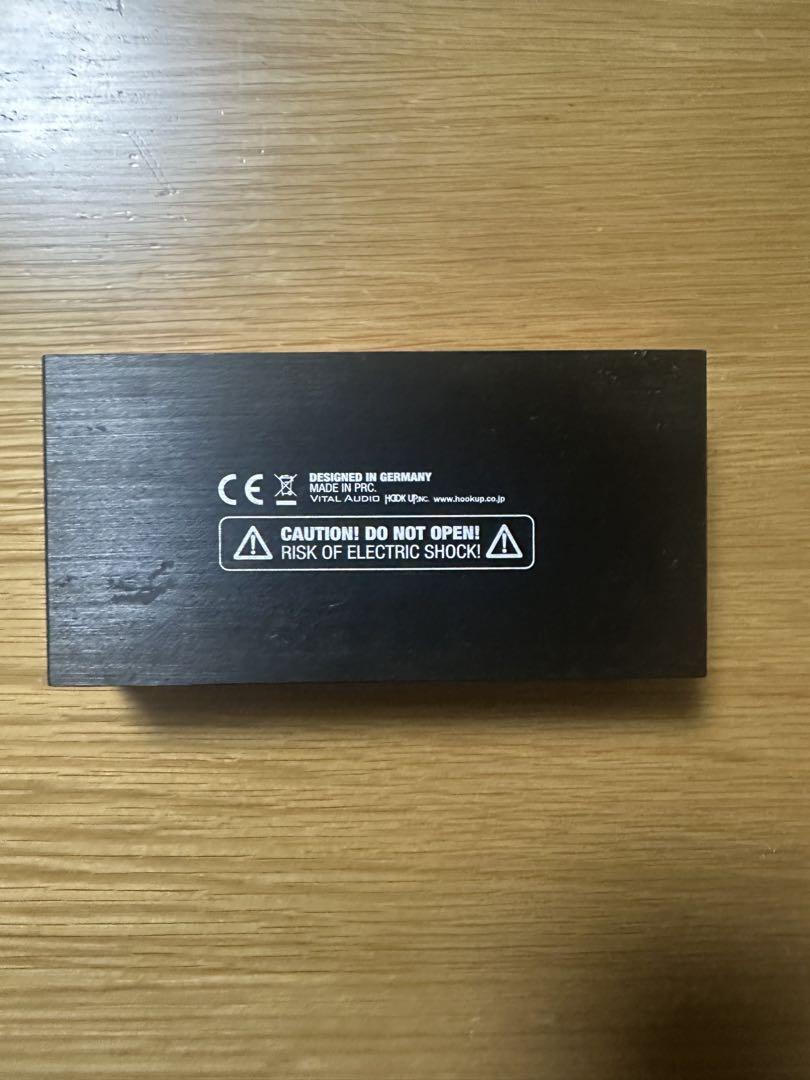 CE DESIGNED IN GERMANY
MADE IN PRC.
VITAL AUDIO HOOK UP,INC. www.hookup.co.jp
CAUTION! DO NOT OPEN!
RISK OF ELECTRIC SHOCK!